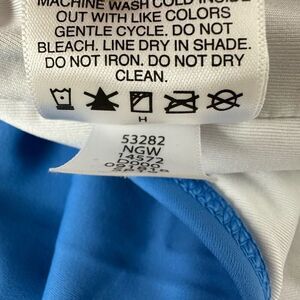 MACHINE WASH COLD INSIDE
OUT WITH LIKE COLORS
GENTLE CYCLE. DO NOT
BLEACH. LINE DRY IN SHADE.
DO NOT IRON. DO NOT DRY
CLEAN.
H
53282
NGW
14572